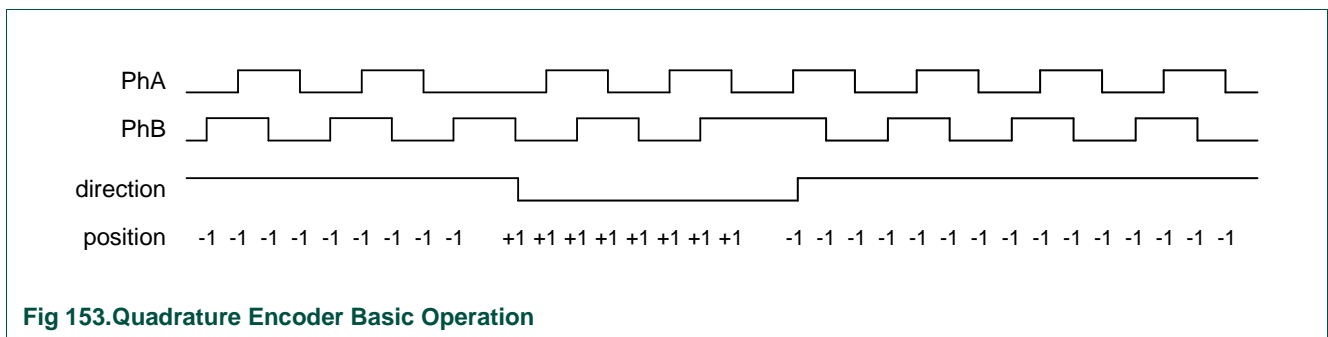 PhA
PhB
direction
position -1 -1 -1 -1 -1 -1 -1 -1 -1 +1 +1 +1 +1 +1 +1 +1 +1 -1 -1 -1 -1 -1 -1 -1 -1 -1 -1 -1 -1 -1 -1 -1
Fig 153.Quadrature Encoder Basic Operation